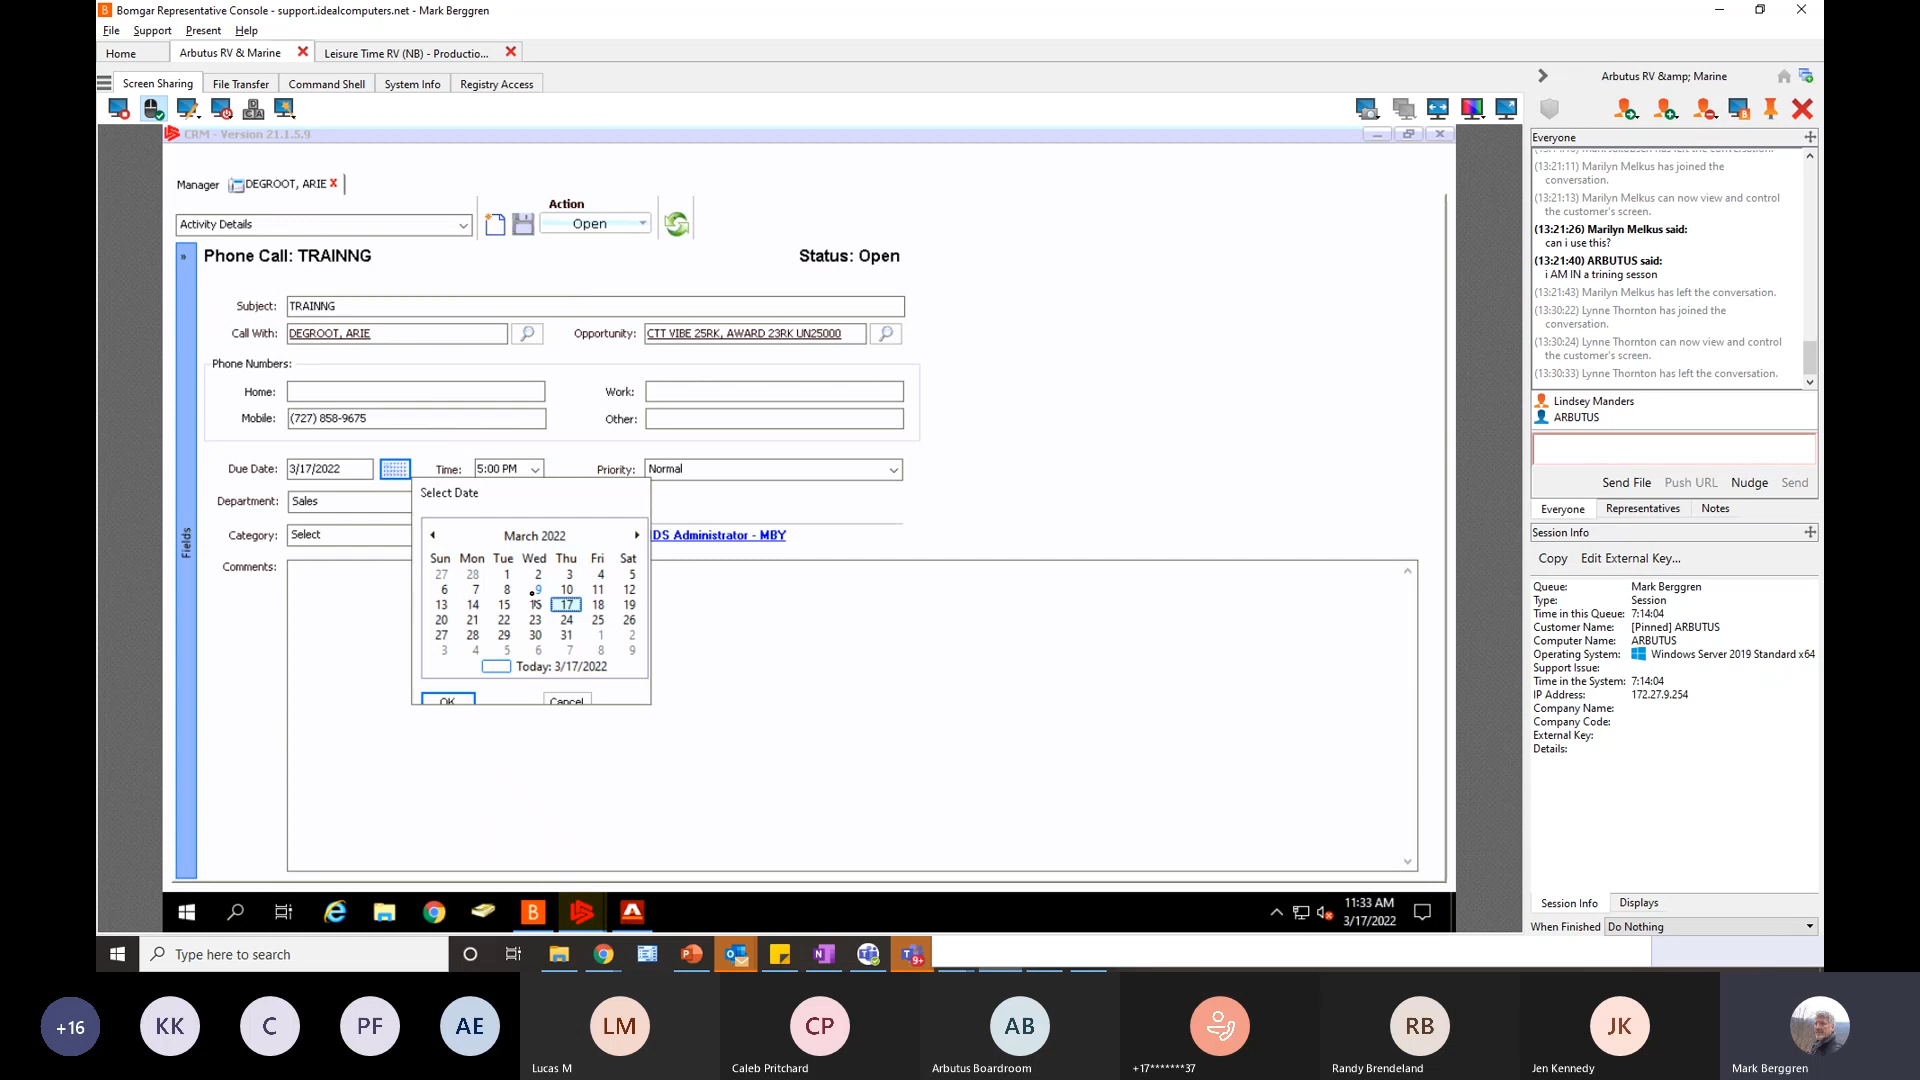 Bomgar Representative Console - support.idealcomputers.net - Mark Berggren
File Support Present Help
Home Arbutus RV & Marine Leisure Time RV (NB) - Productio...
Screen Sharing File Transfer Command Shell System Info Registry Access
Arbutus RV &amp; Marine
CRM - Version 21.1.5.9
Manager DEGROOT, ARIE
Activity Details
Action
Open
Phone Call: TRAINNG
Status: Open
Subject: TRAINNG
Call With: DEGROOT, ARIE
Opportunity: CTT VIBE 25RK, AWARD 23RK UN25000
Phone Numbers:
Home:
Work:
Mobile: (727) 858-9675
Other:
Due Date: 3/17/2022
Time: 5:00 PM
Priority: Normal
Department: Sales
Category: Select
DS Administrator - MBY
Comments:
Fields
Select Date
March 2022
Sun Mon Tue Wed Thu Fri Sat
27 28 1 2 3 4 5
6 7 8 9 10 11 12
13 14 15 17 18 19
20 21 22 23 24 25 26
27 28 29 30 31 1 2
3 4 5 6 7 8 9
Today: 3/17/2022
OK Cancel
11:33 AM
3/17/2022
Everyone
(13:21:11) Marilyn Melkus has joined the
conversation.
(13:21:13) Marilyn Melkus can now view and control
the customer's screen.
(13:21:26) Marilyn Melkus said:
can i use this?
(13:21:40) ARBUTUS said:
i AM IN a trining sesson
(13:21:43) Marilyn Melkus has left the conversation.
(13:30:22) Lynne Thornton has joined the
conversation.
(13:30:24) Lynne Thornton can now view and control
the customer's screen.
(13:30:33) Lynne Thornton has left the conversation.
Lindsey Manders
ARBUTUS
Send File Push URL Nudge Send
Everyone Representatives Notes
Session Info
Copy Edit External Key...
Queue: Mark Berggren
Type: Session
Time in this Queue: 7:14:04
Customer Name: [Pinned] ARBUTUS
Computer Name: ARBUTUS
Operating System: Windows Server 2019 Standard x64
Support Issue:
Time in the System: 7:14:04
IP Address: 172.27.9.254
Company Name:
Company Code:
External Key:
Details:
Session Info Displays
When Finished Do Nothing
Type here to search
9+
+16 KK C PF AE LM CP AB RB JK
Lucas M Caleb Pritchard Arbutus Boardroom +17*******37 Randy Brendeland Jen Kennedy Mark Berggren